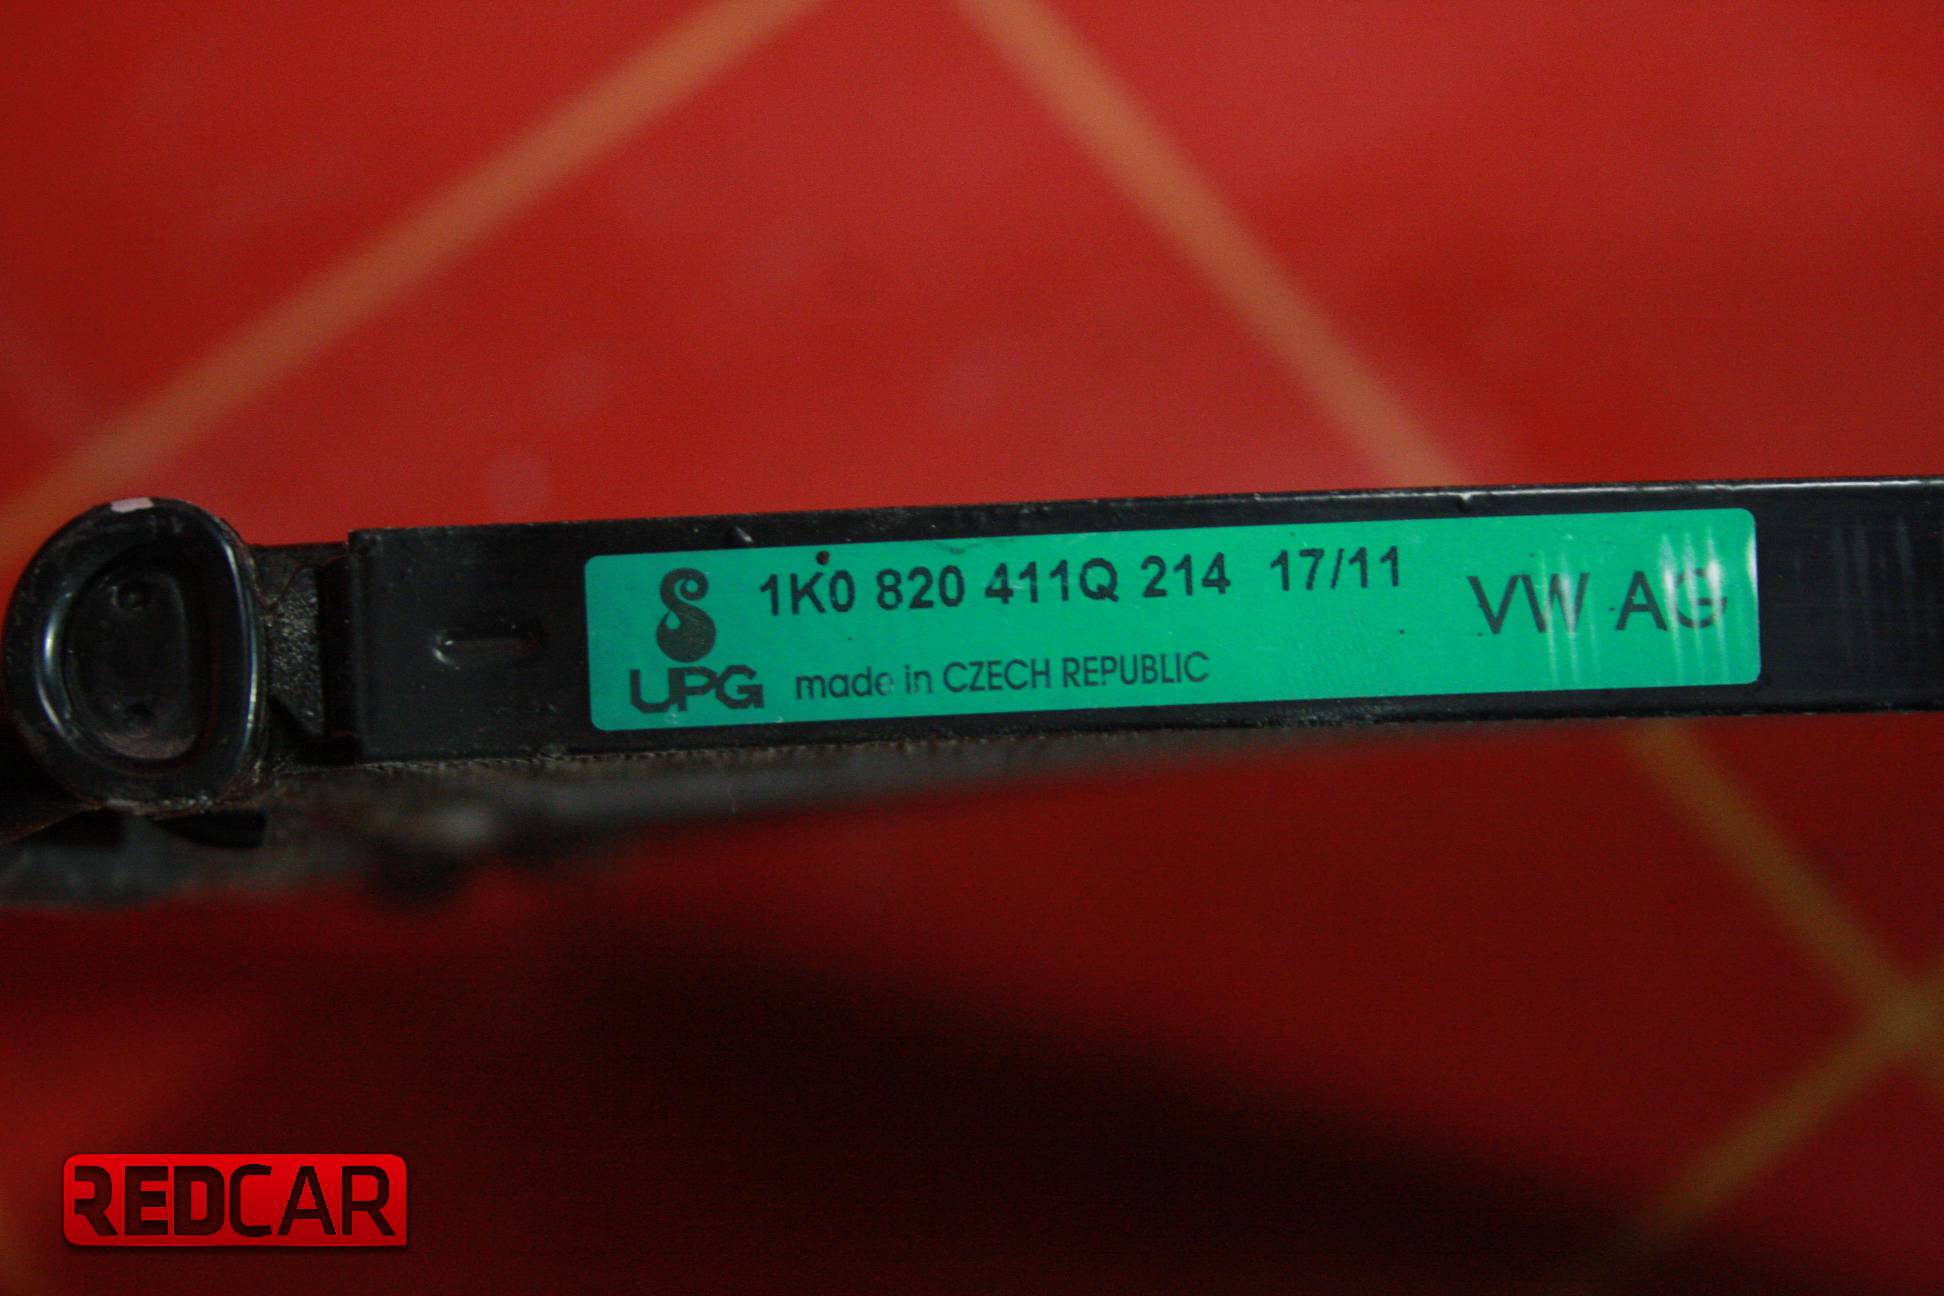 1K0 820 411Q 214 17/11
VW AG
UPG
made in CZECH REPUBLIC
REDCAR